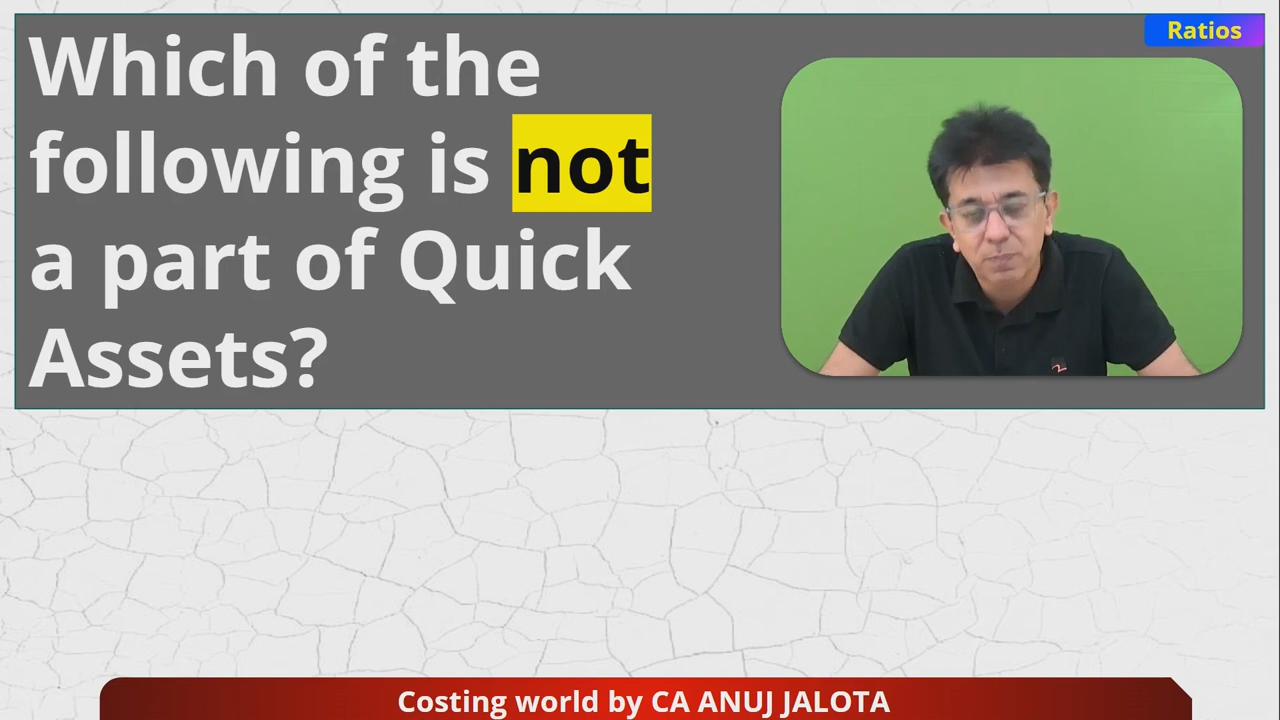 Ratios
Which of the
following is not
a part of Quick
Assets?
Costing world by CA ANUJ JALOTA